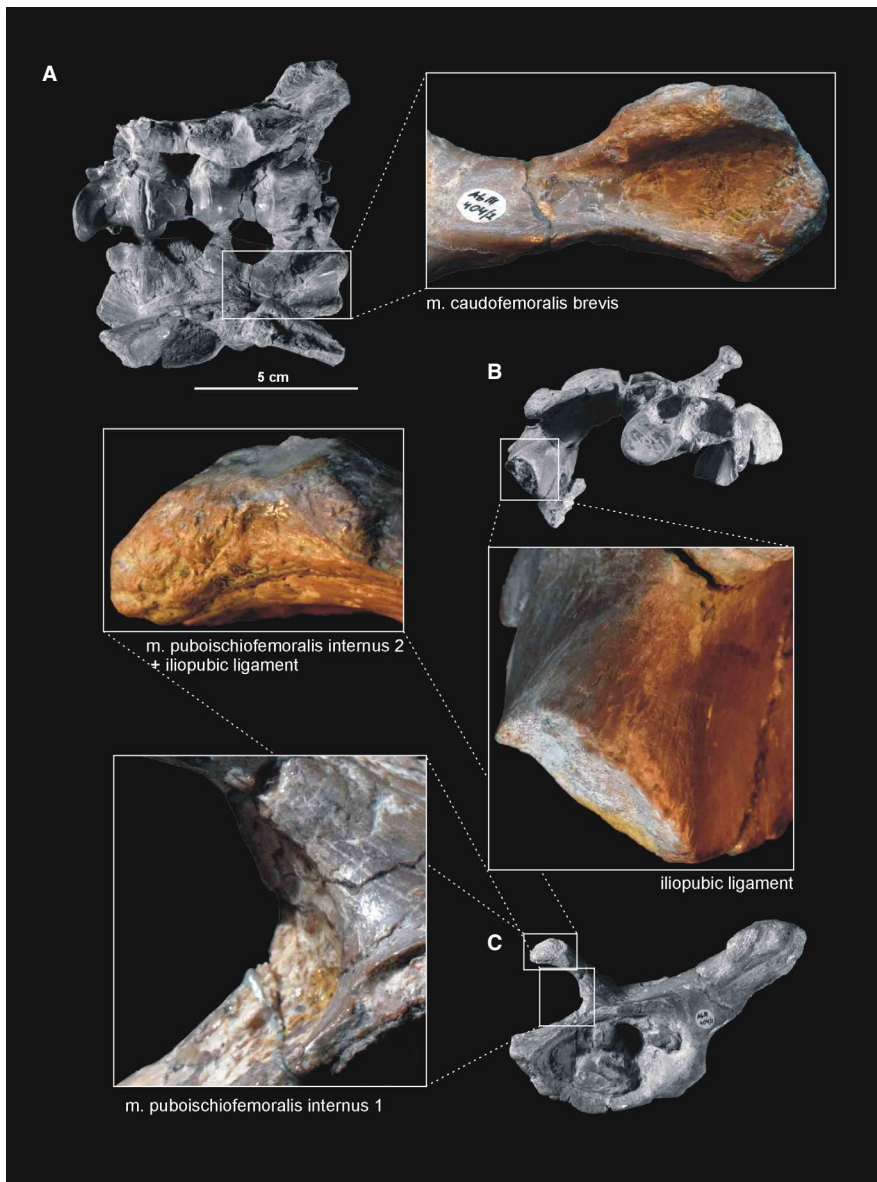 A
m. caudofemoralis brevis
5 cm
B
m. puboischiofemoralis internus 2
+ iliopubic ligament
iliopubic ligament
C
m. puboischiofemoralis internus 1